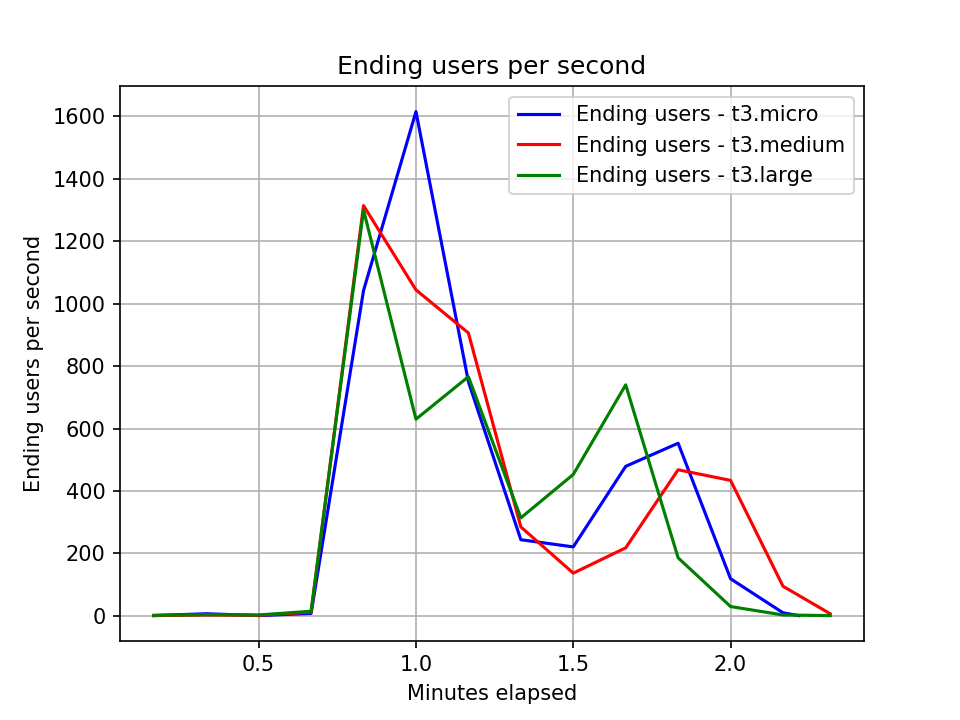 Ending users per second
Ending users - t3.micro
Ending users - t3.medium
Ending users - t3.large
Ending users per second
1600
1400
1200
1000
800
600
400
200
0
0.5 1.0 1.5 2.0
Minutes elapsed